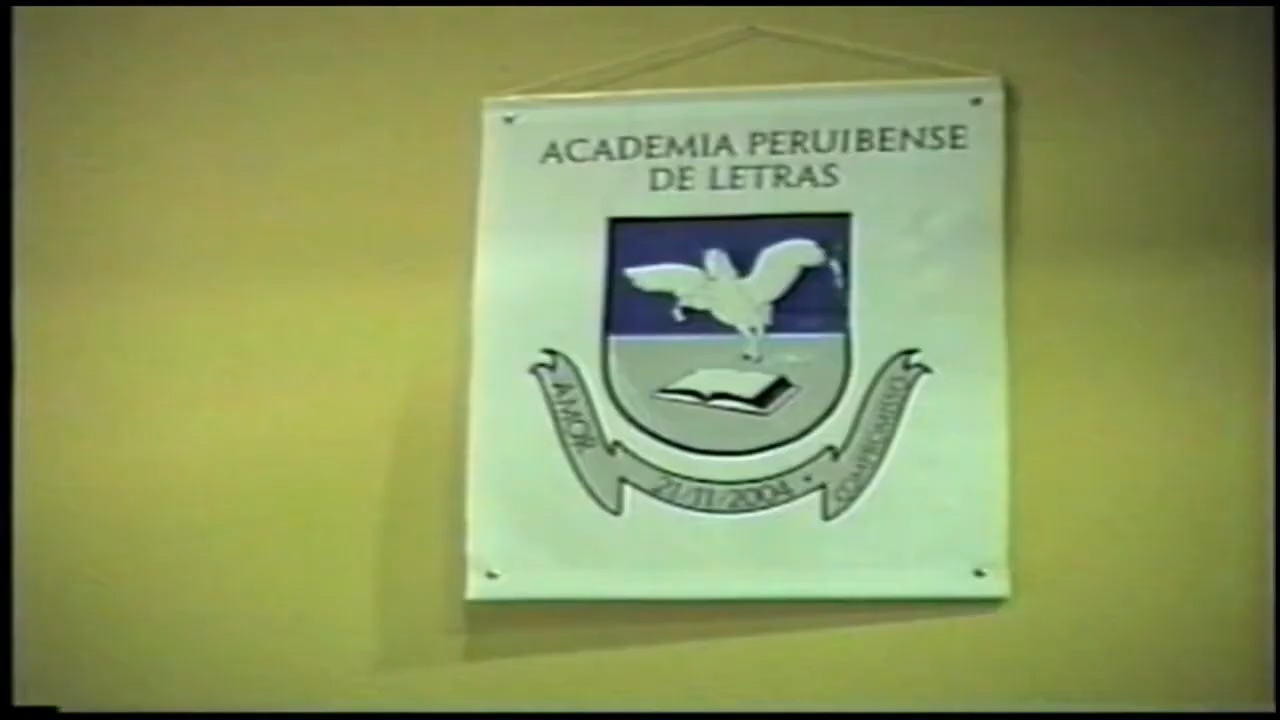 ACADEMIA PERUIBENSE
DE LETRAS
AMOR
21/11/2004
COMPROMISSO